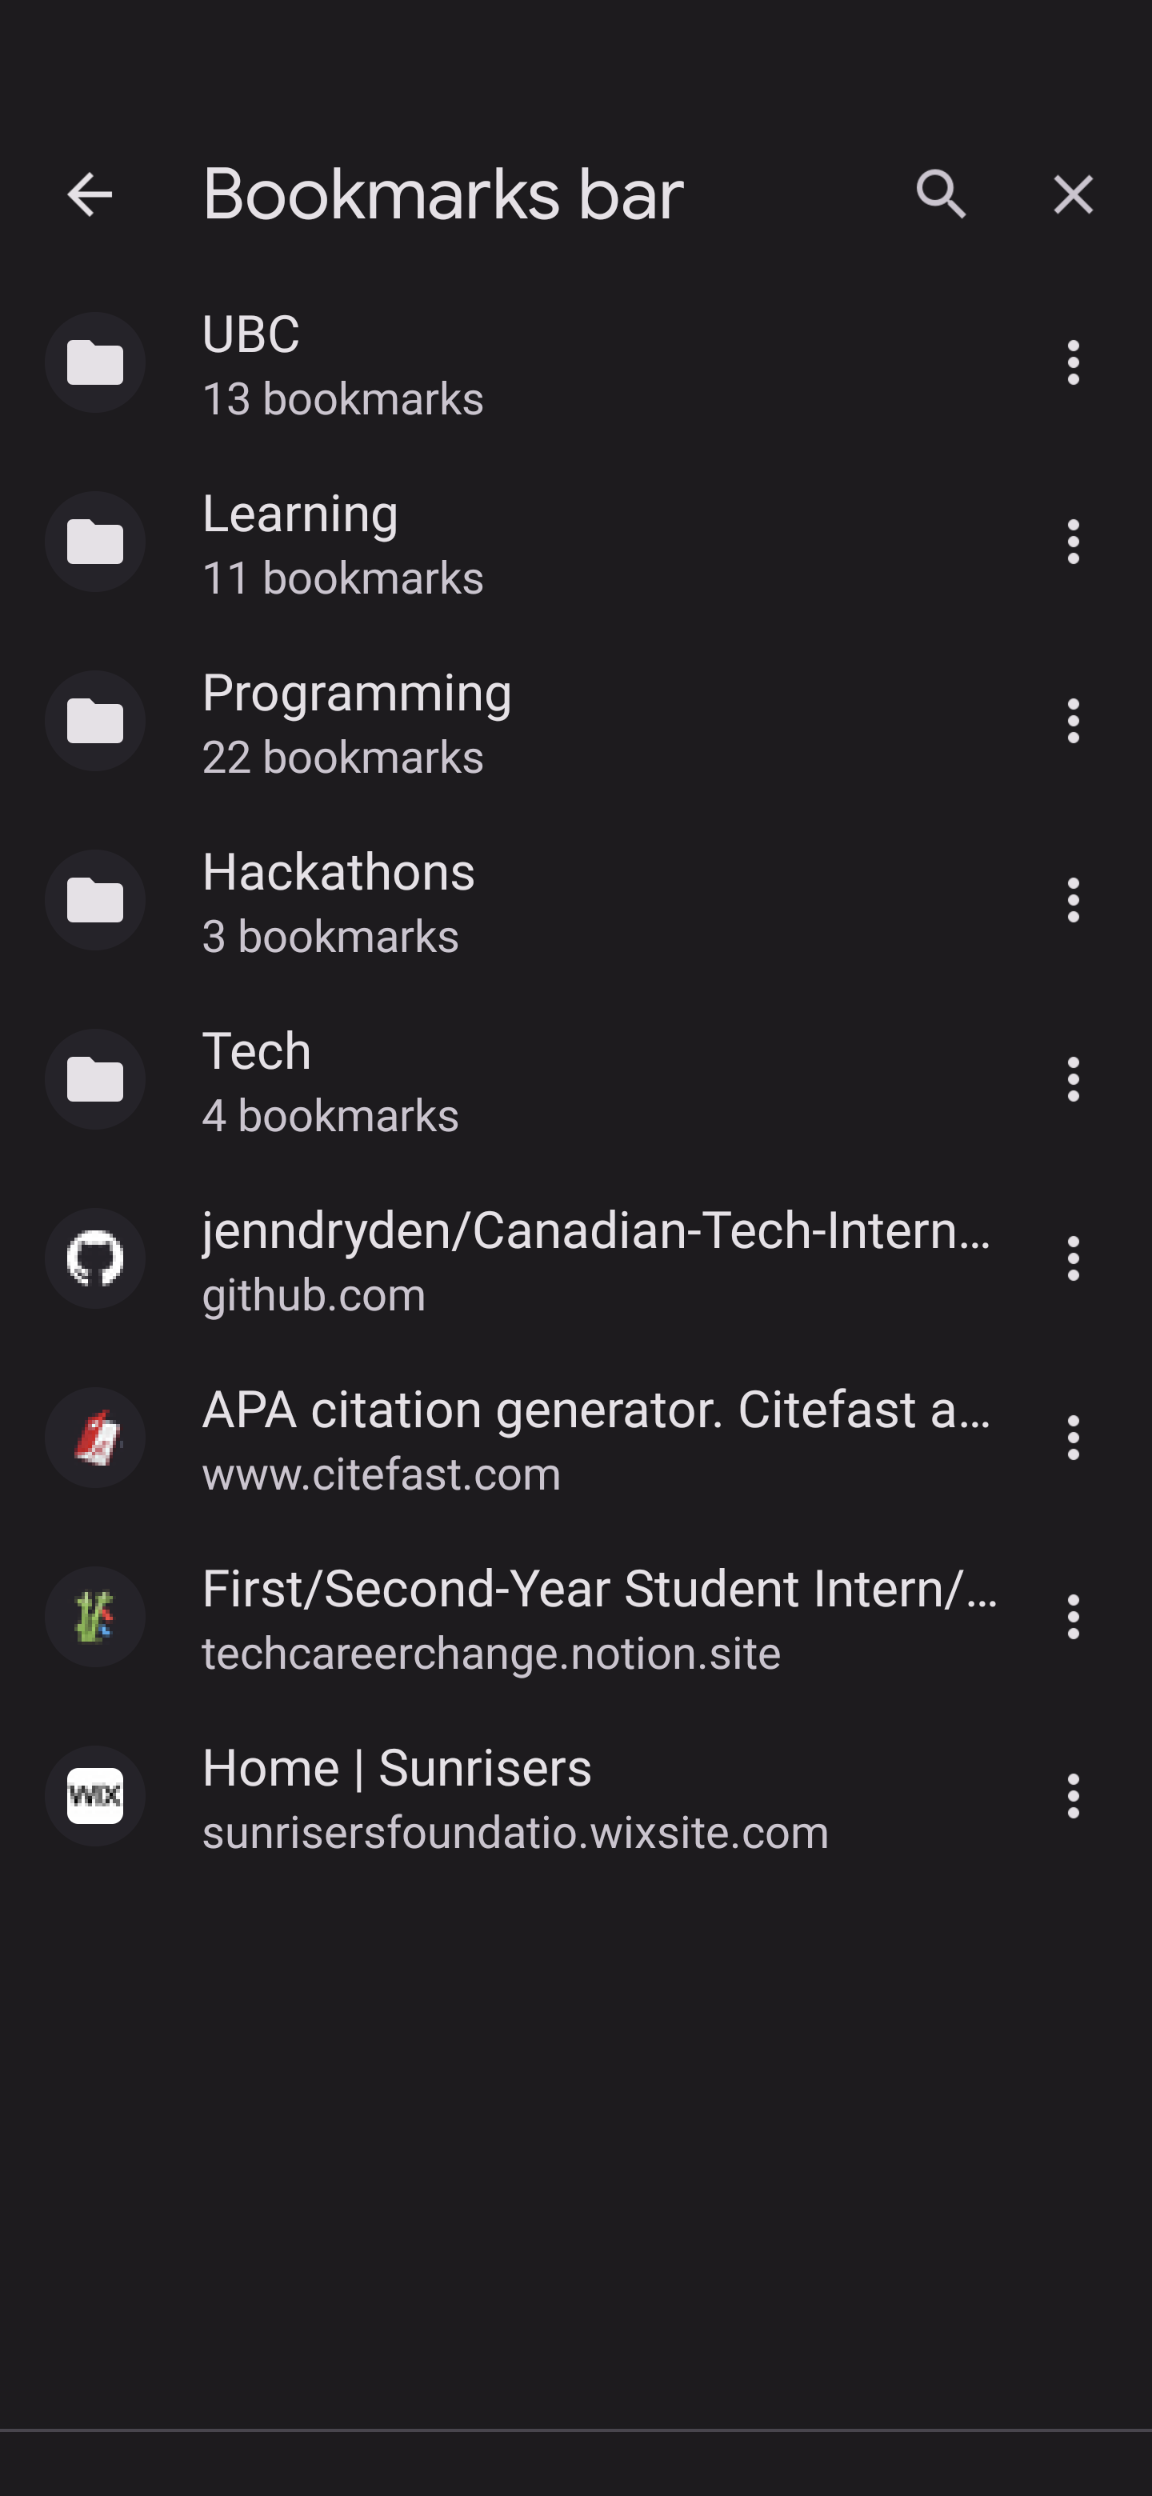 Bookmarks bar
UBC
13 bookmarks
Learning
11 bookmarks
Programming
22 bookmarks
Hackathons
3 bookmarks
Tech
4 bookmarks
jenndryden/Canadian-Tech-Intern...
github.com
APA citation generator. Citefast a...
www.citefast.com
First/Second-Year Student Intern/...
techcareerchange.notion.site
WIX
Home | Sunrisers
sunrisersfoundatio.wixsite.com